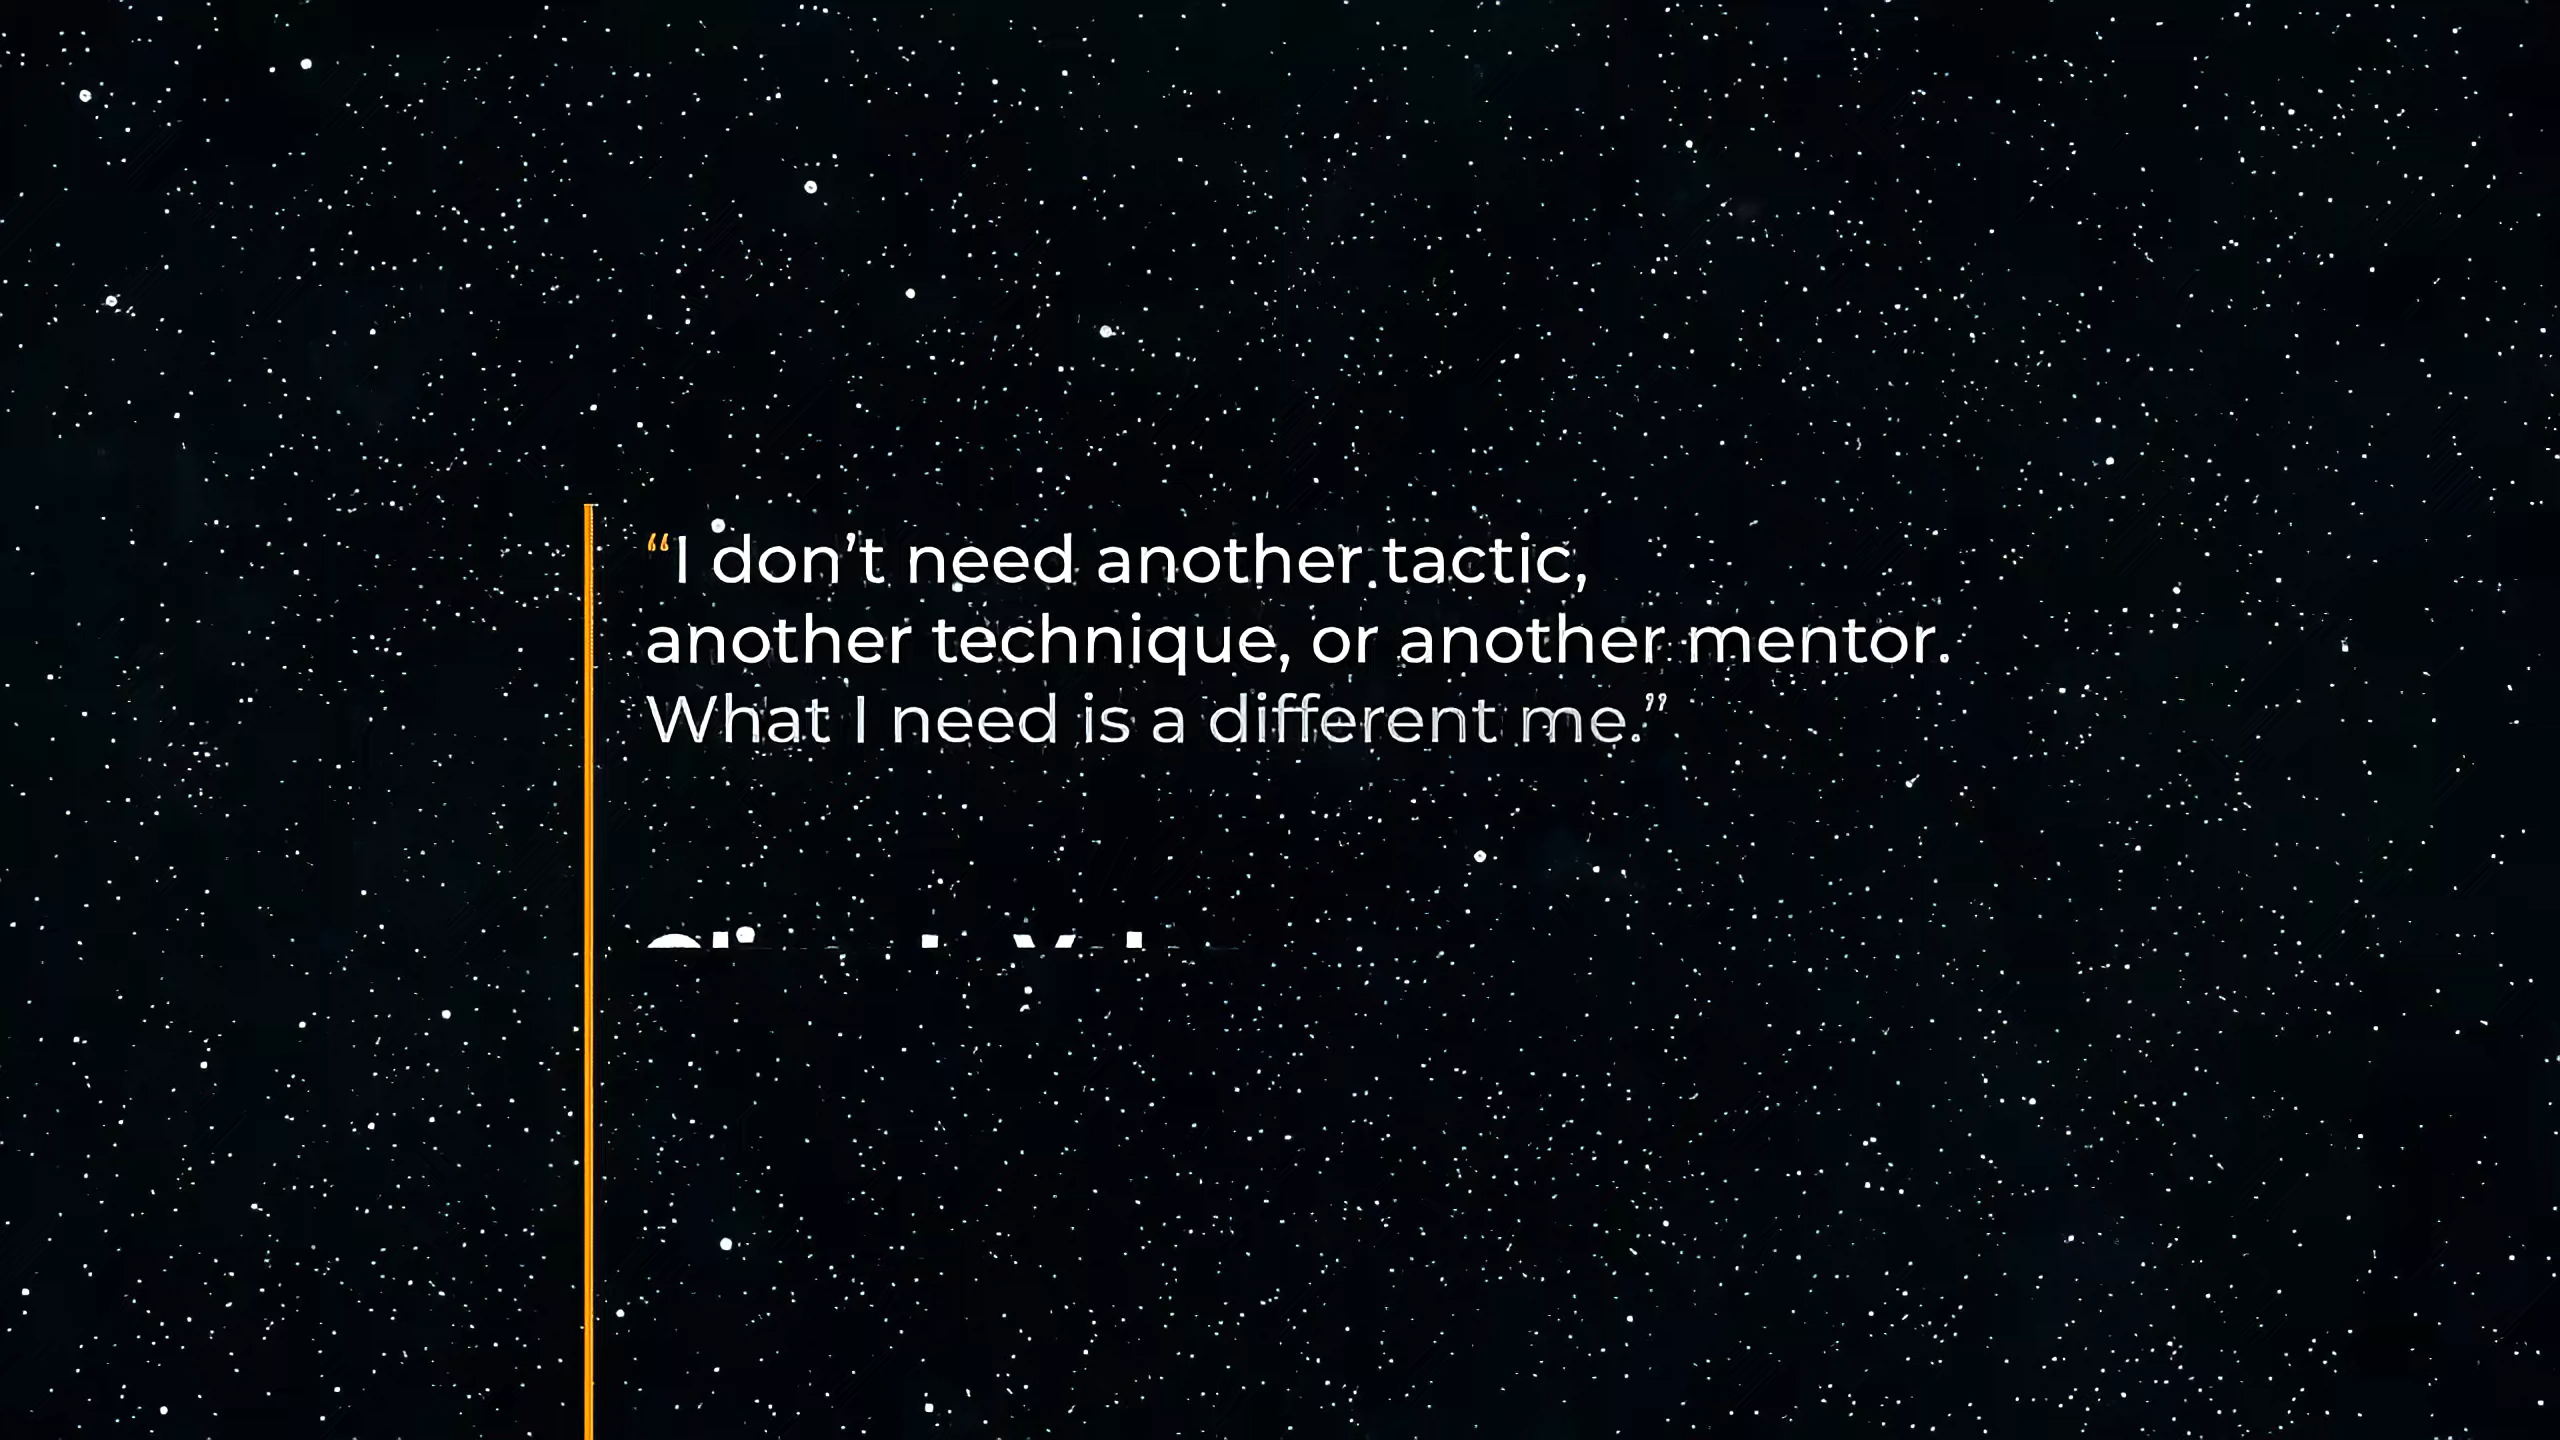 “I don’t need another tactic,
another technique, or another mentor.
What I need is a different me.”